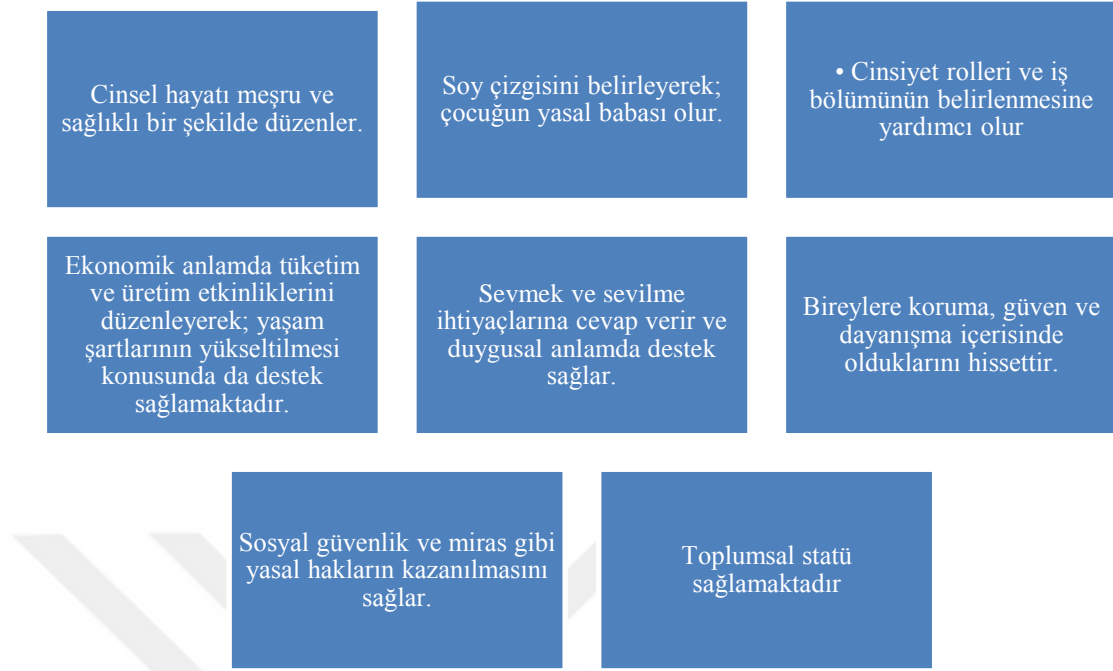 Cinsel hayatı meşru ve
sağlıklı bir şekilde düzenler.
Soy çizgisini belirleyerek;
çocuğun yasal babası olur.
• Cinsiyet rolleri ve iş
bölümünün belirlenmesine
yardımcı olur
Ekonomik anlamda tüketim
ve üretim etkinliklerini
düzenleyerek; yaşam
şartlarının yükseltilmesi
konusunda da destek
sağlamaktadır.
Sevmek ve sevilme
ihtiyaçlarına cevap verir ve
duygusal anlamda destek
sağlar.
Bireylere koruma, güven ve
dayanışma içerisinde
olduklarını hissettir.
Sosyal güvenlik ve miras gibi
yasal hakların kazanılmasını
sağlar.
Toplumsal statü
sağlamaktadır